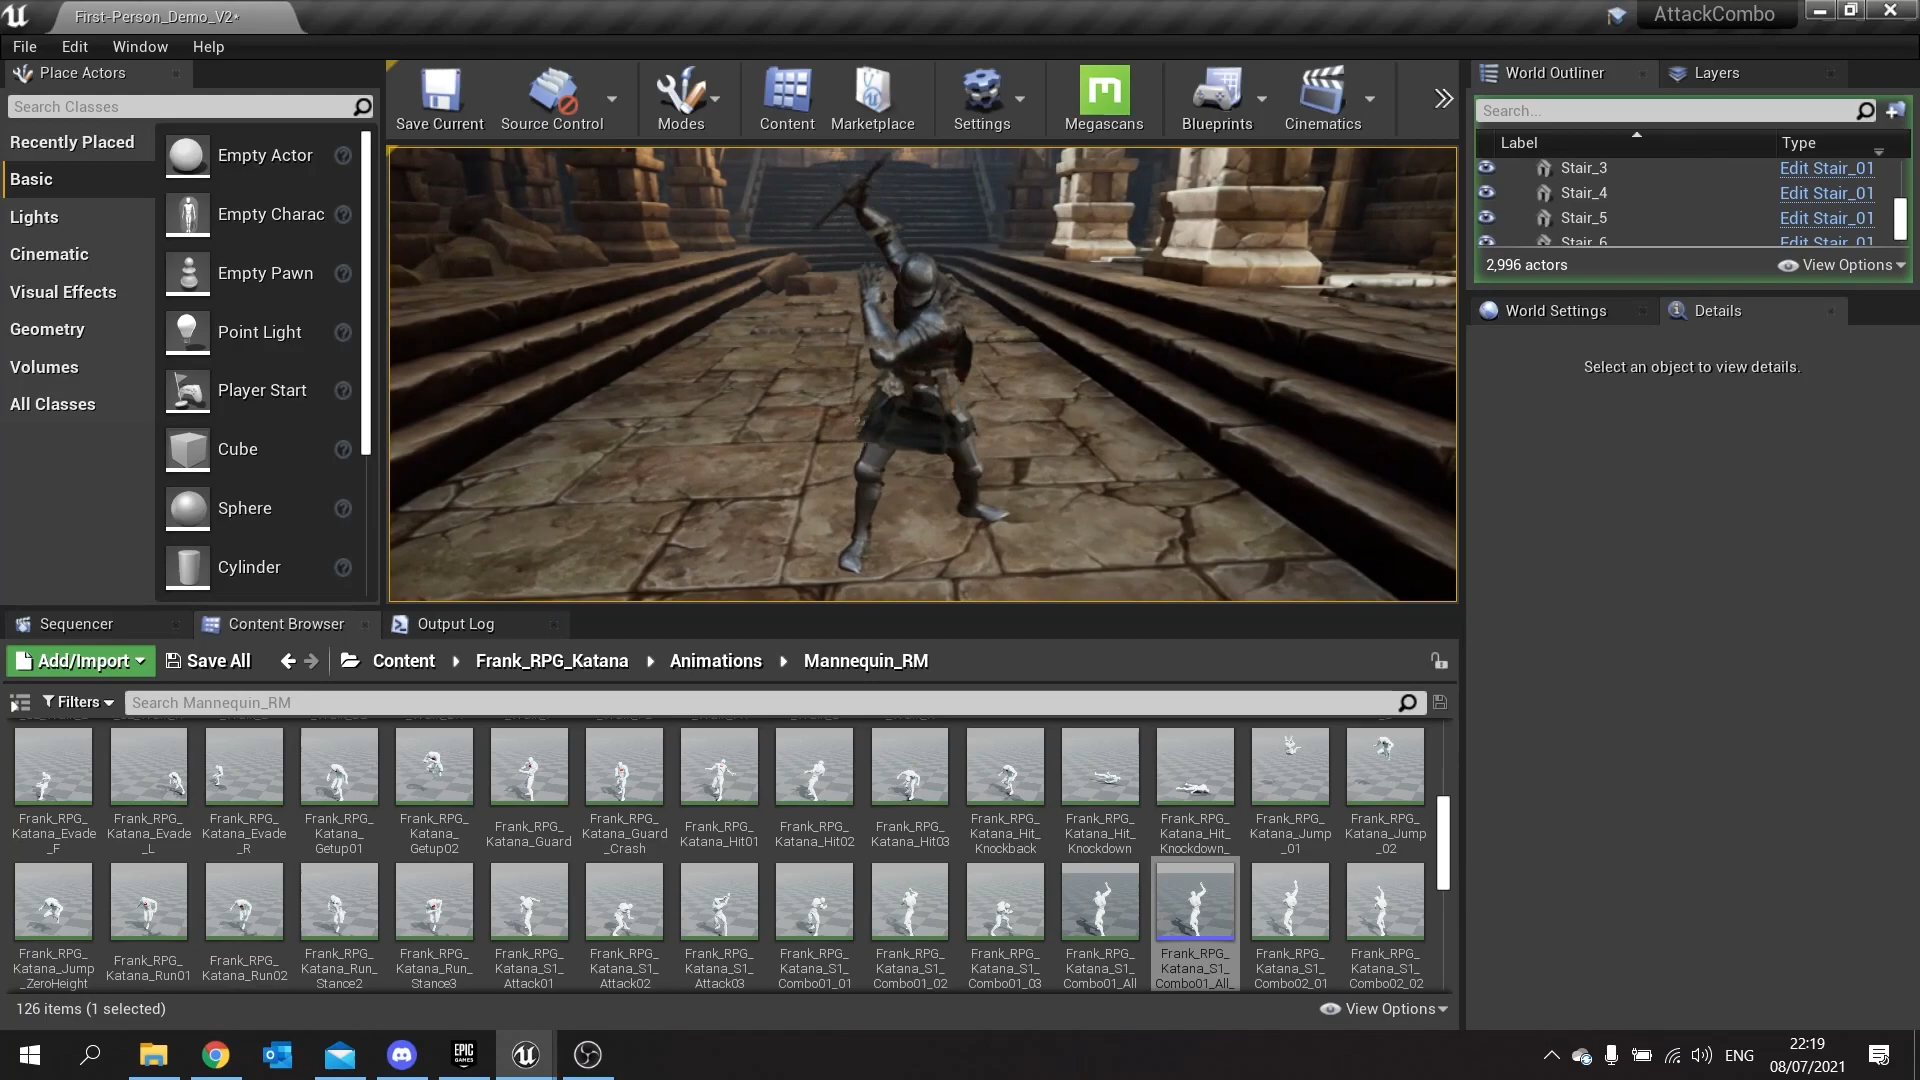 First-Person_Demo_V2*
AttackCombo
File Edit Window Help
Place Actors
Search Classes
Recently Placed
Basic
Lights
Cinematic
Visual Effects
Geometry
Volumes
All Classes
Empty Actor
Empty Charac
Empty Pawn
Point Light
Player Start
Cube
Sphere
Cylinder
Save Current
Source Control
Modes
Content
Marketplace
Settings
Megascans
Blueprints
Cinematics
World Outliner
Layers
Search...
Label Type
Stair_3 Edit Stair_01
Stair_4 Edit Stair_01
Stair_5 Edit Stair_01
Stair_6 Edit Stair_01
2,996 actors
View Options
World Settings
Details
Select an object to view details.
Sequencer
Content Browser
Output Log
Add/Import
Save All
Content
Frank_RPG_Katana
Animations
Mannequin_RM
Filters
Search Mannequin_RM
Frank_RPG_
Katana_Evade
_F
Frank_RPG_
Katana_Evade
_L
Frank_RPG_
Katana_Evade
_R
Frank_RPG_
Katana_
Getup01
Frank_RPG_
Katana_
Getup02
Frank_RPG_
Katana_Guard
Frank_RPG_
Katana_Guard
_Crash
Frank_RPG_
Katana_Hit01
Frank_RPG_
Katana_Hit02
Frank_RPG_
Katana_Hit03
Frank_RPG_
Katana_Hit_
Knockback
Frank_RPG_
Katana_Hit_
Knockdown
Frank_RPG_
Katana_Hit_
Knockdown_
Frank_RPG_
Katana_Jump
_01
Frank_RPG_
Katana_Jump
_02
Frank_RPG_
Katana_Jump
_ZeroHeight
Frank_RPG_
Katana_Run01
Frank_RPG_
Katana_Run02
Frank_RPG_
Katana_Run_
Stance2
Frank_RPG_
Katana_Run_
Stance3
Frank_RPG_
Katana_S1_
Attack01
Frank_RPG_
Katana_S1_
Attack02
Frank_RPG_
Katana_S1_
Attack03
Frank_RPG_
Katana_S1_
Combo01_01
Frank_RPG_
Katana_S1_
Combo01_02
Frank_RPG_
Katana_S1_
Combo01_03
Frank_RPG_
Katana_S1_
Combo01_All
Frank_RPG_
Katana_S1_
Combo01_All_
Frank_RPG_
Katana_S1_
Combo02_01
Frank_RPG_
Katana_S1_
Combo02_02
126 items (1 selected)
View Options
EPIC
GAMES
ENG
22:19
08/07/2021